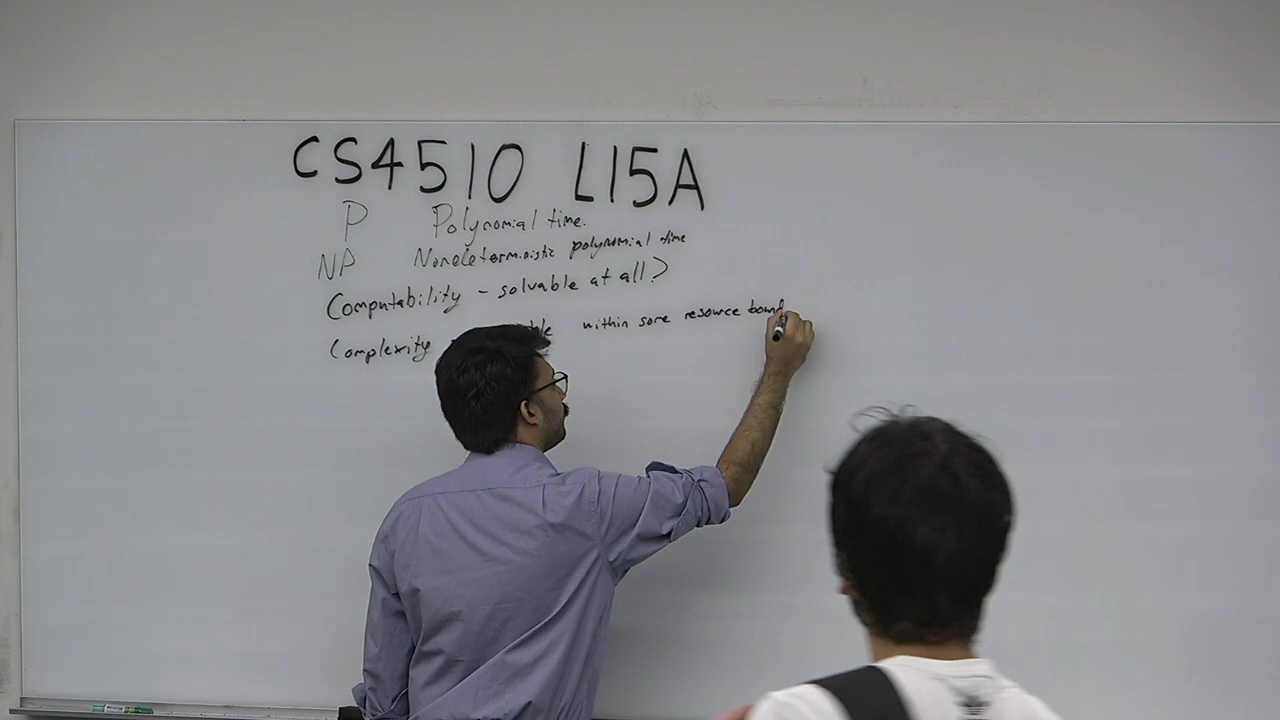 CS4510 L15A
P Polynomial time.
NP Nondeterministic polynomial time
Computability - solvable at all?
Complexity within some resource bound